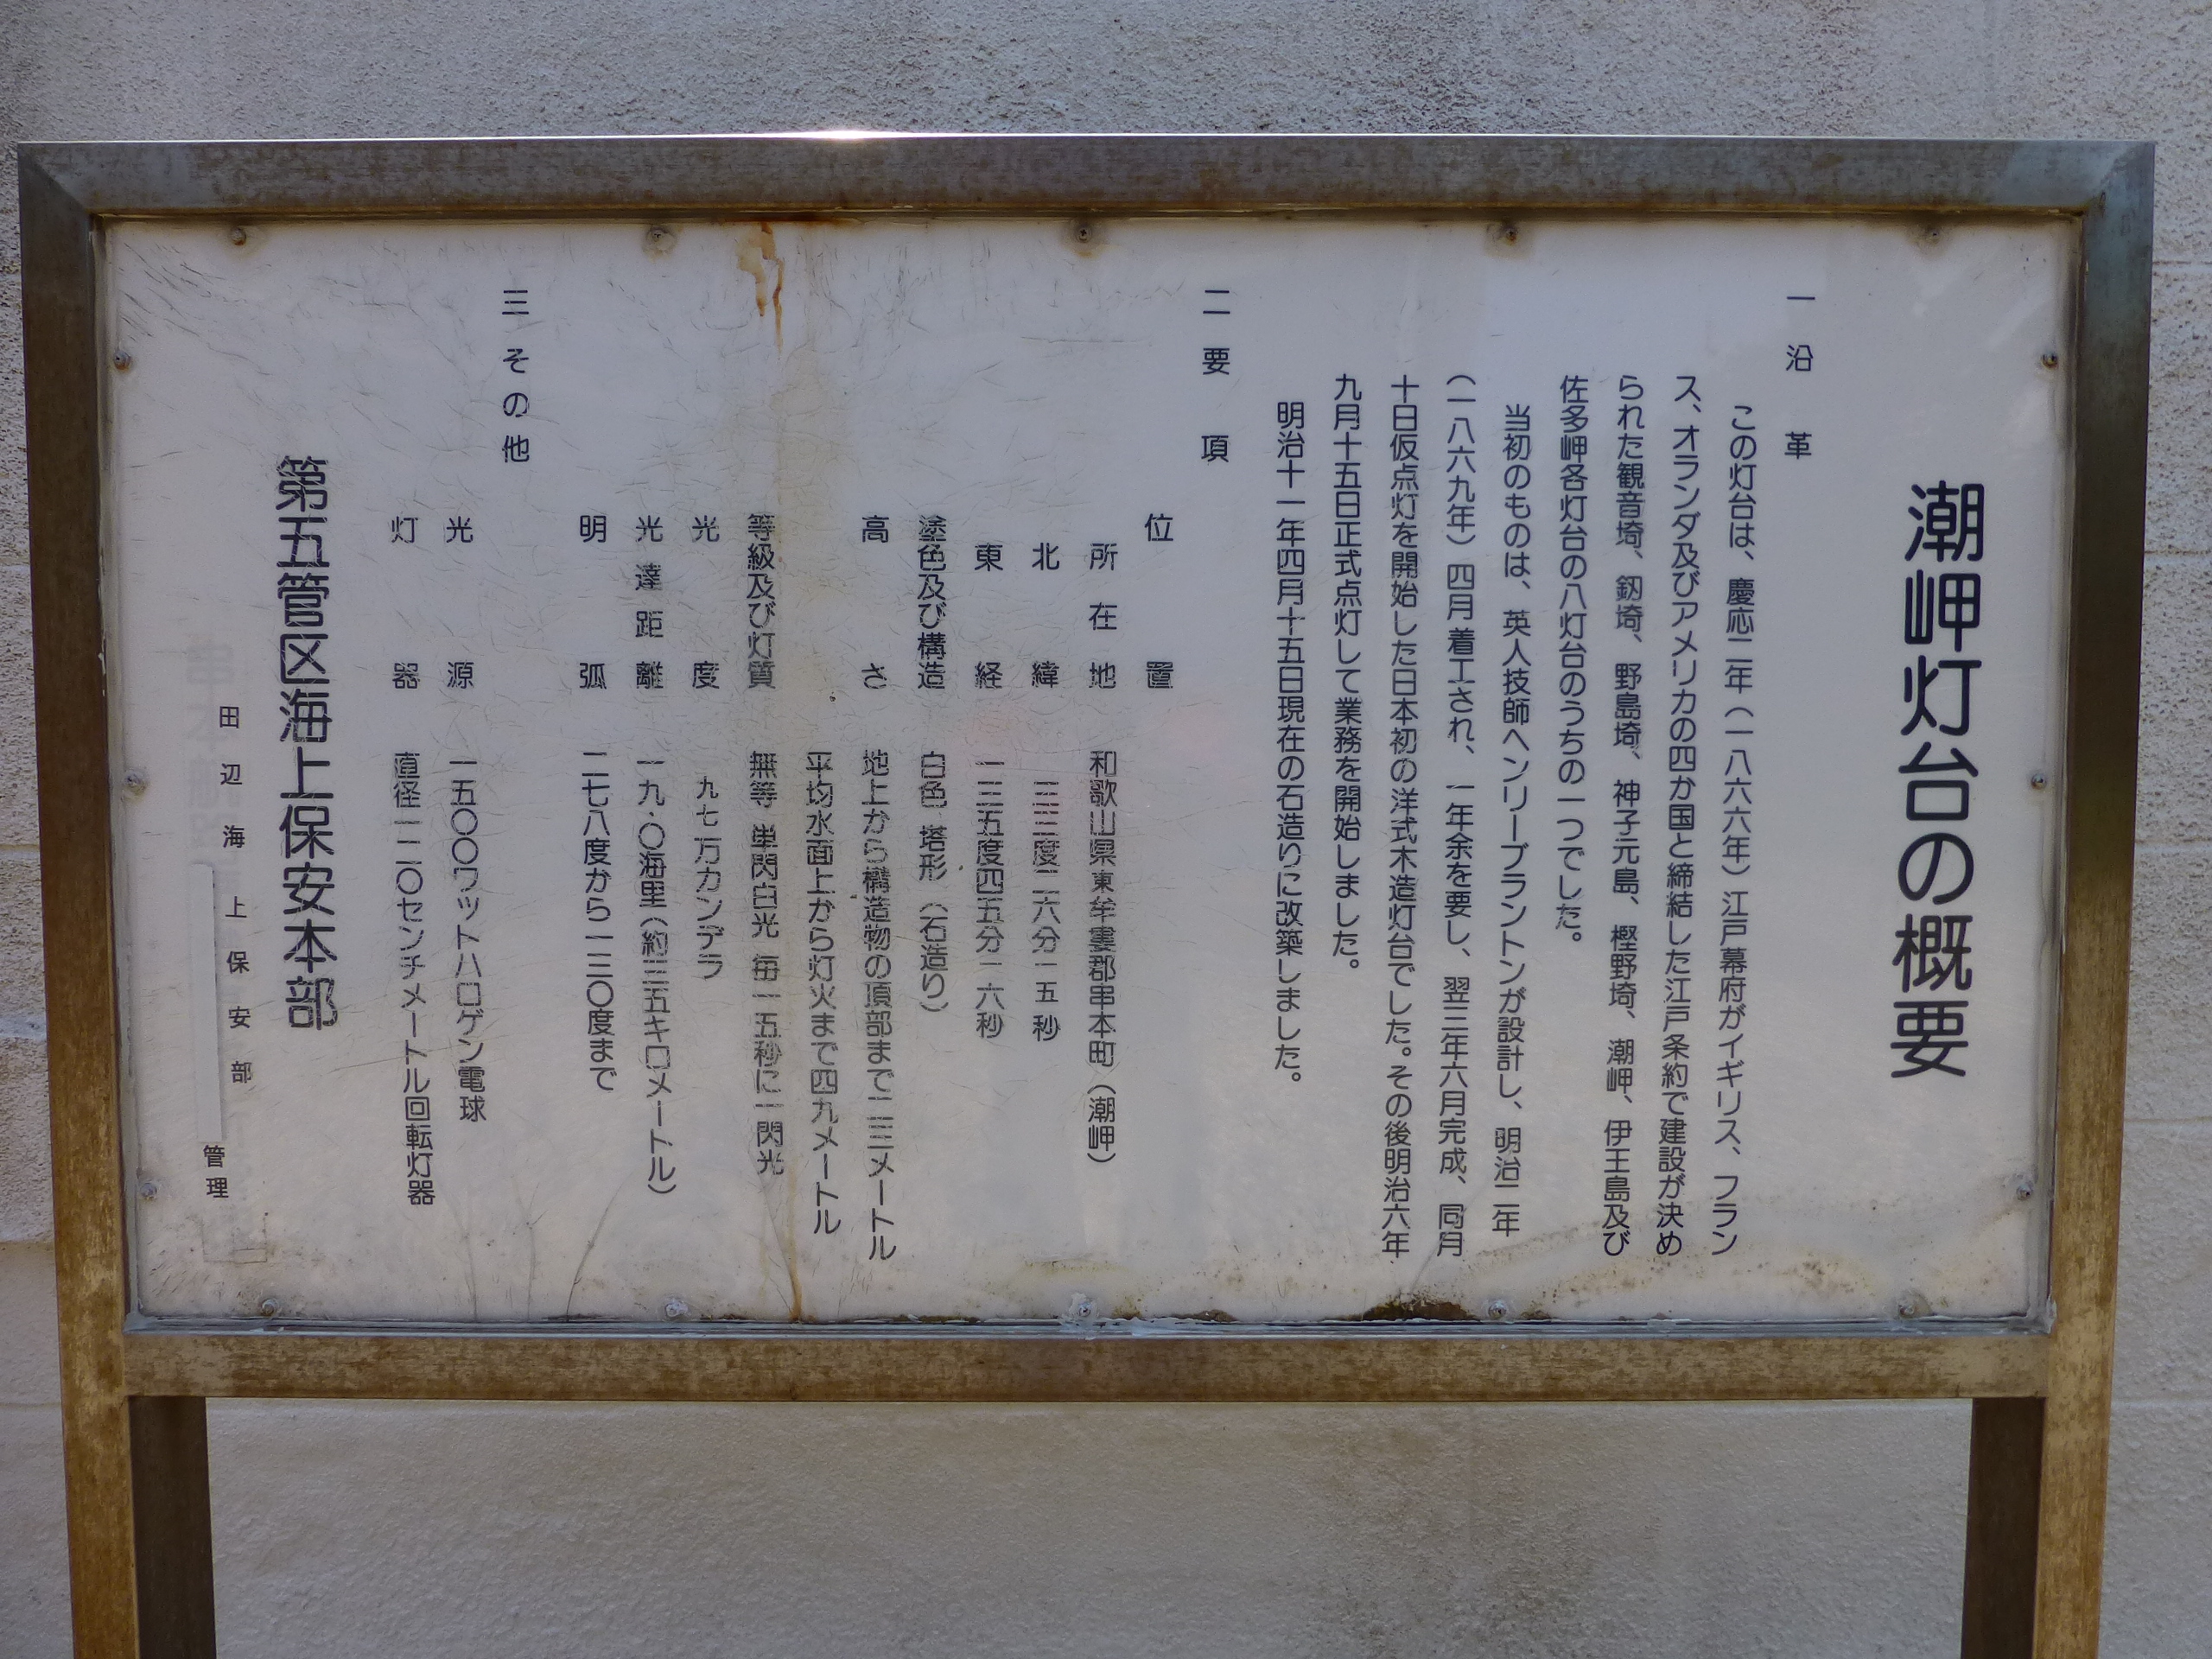 潮岬灯台の概要
一 沿革
この灯台は、慶応二年（一八六六年）江戸幕府がイギリス、フラン
ス、オランダ及びアメリカの四か国と締結した江戸条約で建設が決め
られた観音埼、剱埼、野島埼、神子元島、樫野埼、潮岬、伊王島及び
佐多岬各灯台の八灯台のうちの一つでした。
当初のものは、英人技師ヘンリーブラントンが設計し、明治二年
（一八六九年）四月着工され、一年余を要し、翌三年六月完成、同月
十日仮点灯を開始した日本初の洋式木造灯台でした。その後明治六年
九月十五日正式点灯して業務を開始しました。
明治十一年四月十五日現在の石造りに改築しました。
二 要項
位置
所在地 和歌山県東牟婁郡串本町（潮岬）
北緯 三三度二六分一五秒
東経 一三五度四五分一六秒
塗色及び構造 白色 塔形（石造り）
高さ 地上から構造物の頂部まで二三メートル
平均水面上から灯火まで四九メートル
等級及び灯質 無等 単閃白光 毎一五秒に一閃光
光度 九七万カンデラ
光達距離 一九・〇海里（約三五キロメートル）
明弧 二七八度から一三〇度まで
三 その他
光源 一五〇〇ワットハロゲン電球
灯器 直径一二〇センチメートル回転灯器
第五管区海上保安本部
田辺海上保安部
管理